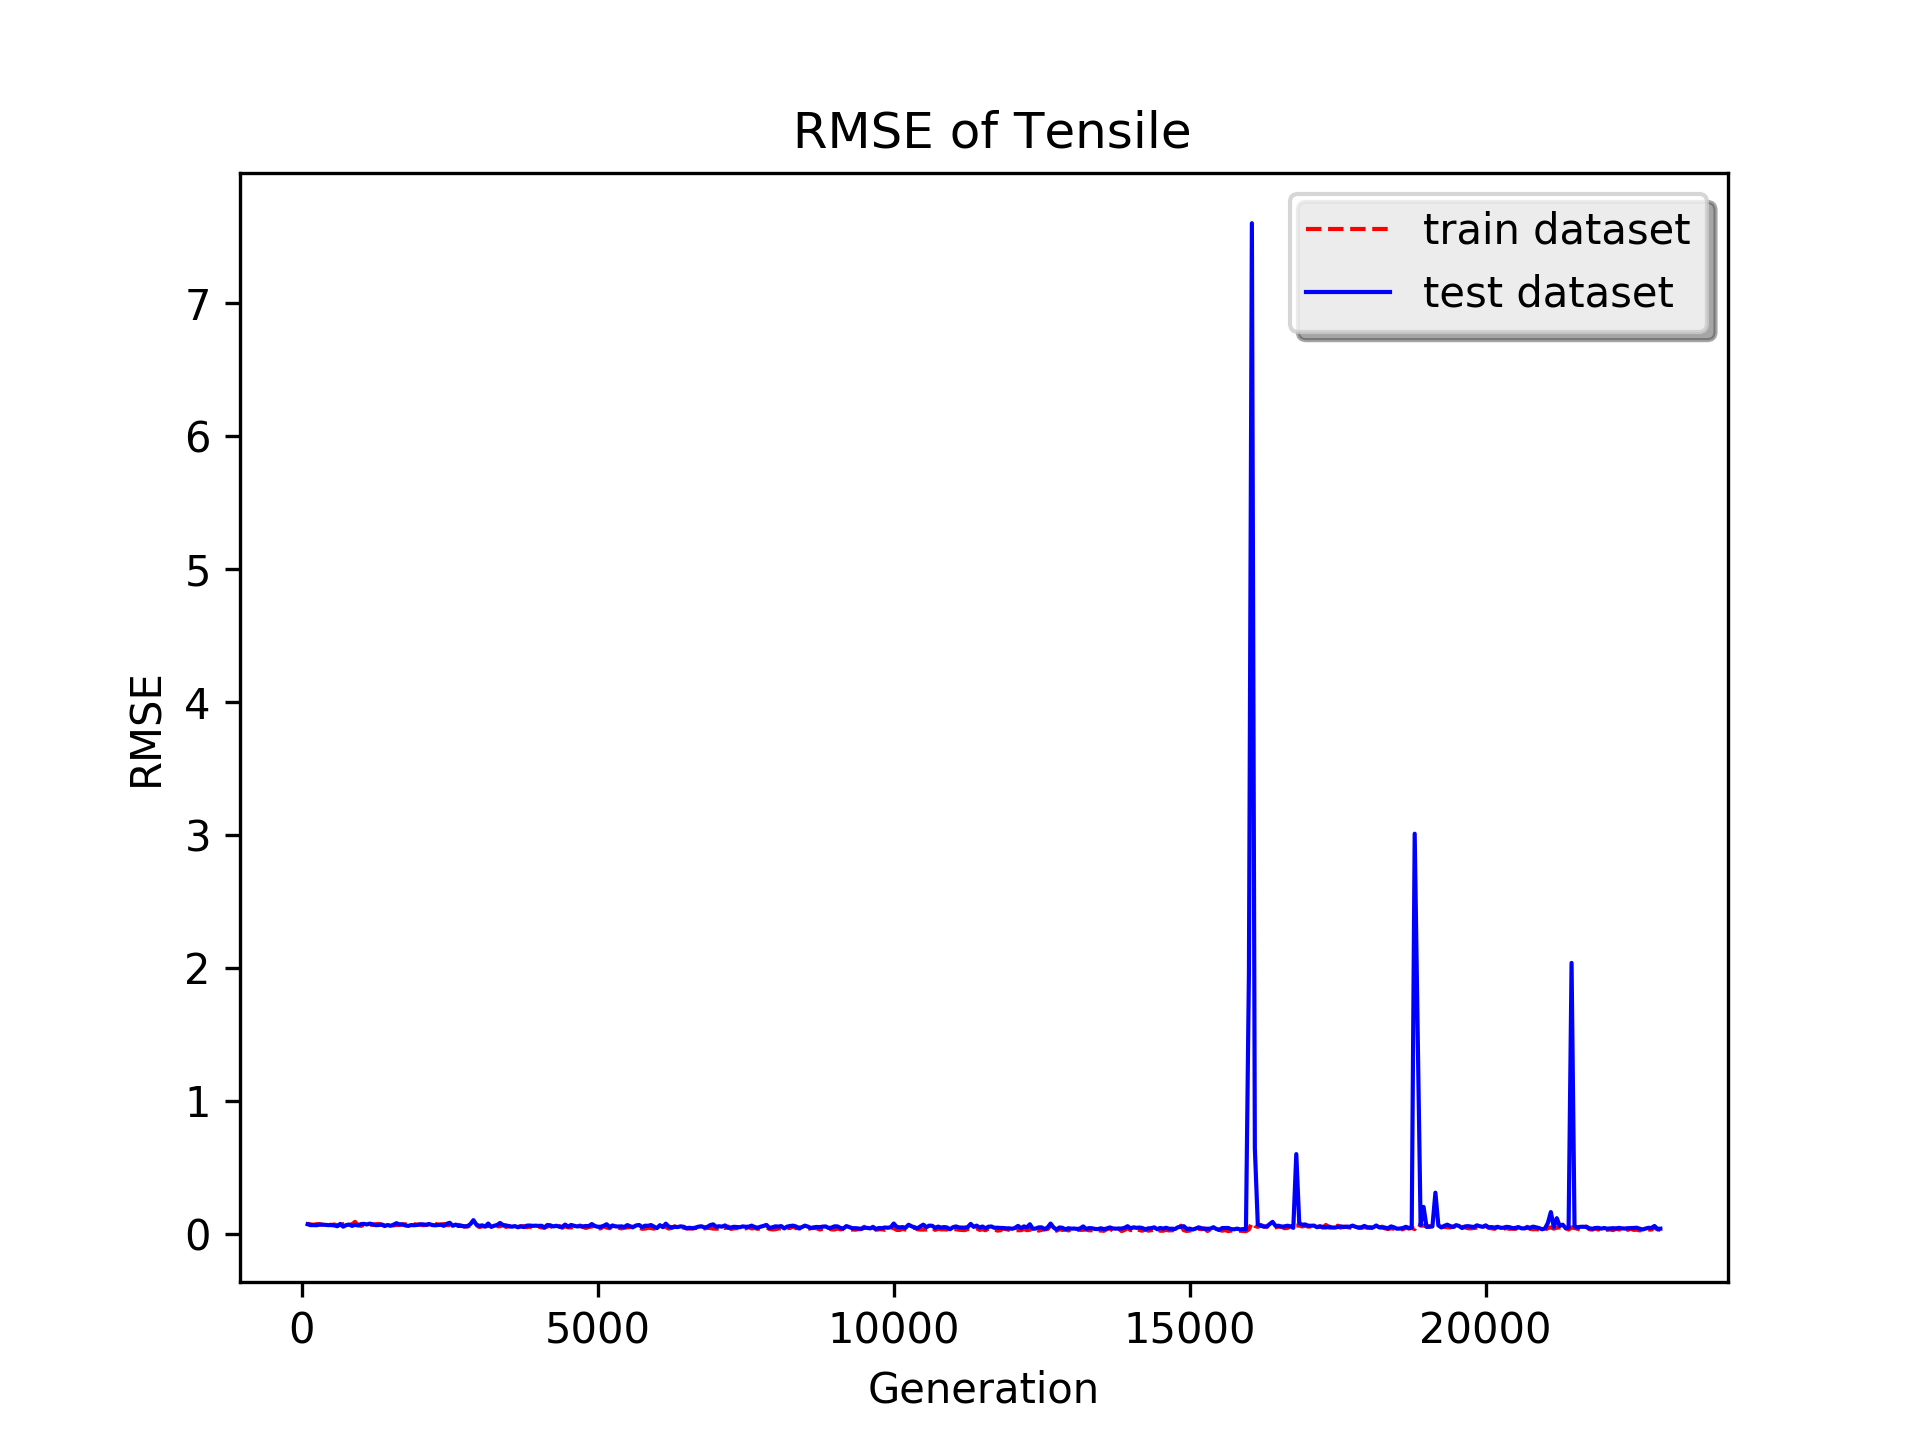 RMSE of Tensile
train dataset
test dataset
7
6
5
4
3
2
1
0
RMSE
0 5000 10000 15000 20000
Generation